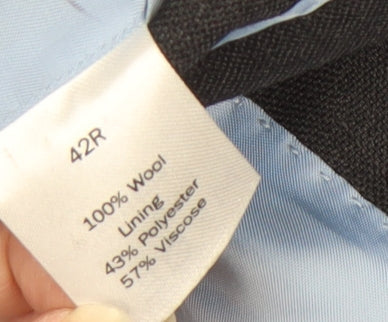 42R
100% Wool
Lining
43% Polyester
57% Viscose